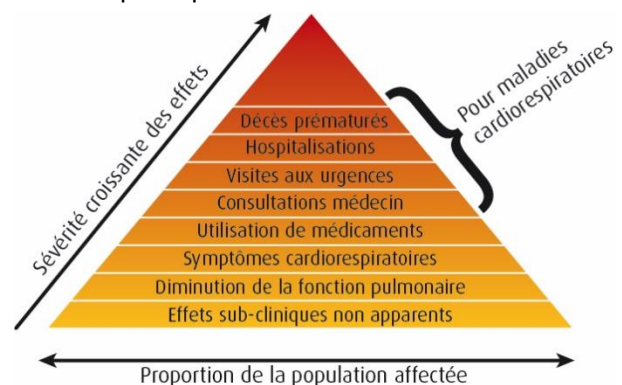 Sévérité croissante des effets
Décès prématurés
Hospitalisations
Visites aux urgences
Consultations médecin
Utilisation de médicaments
Symptômes cardiorespiratoires
Diminution de la fonction pulmonaire
Effets sub-cliniques non apparents
Pour maladies
cardiorespiratoires
Proportion de la population affectée